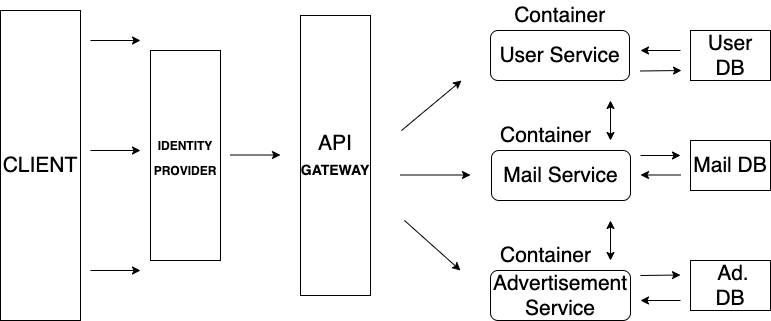 CLIENT
IDENTITY
PROVIDER
API
GATEWAY
Container
User Service
User
DB
Container
Mail Service
Mail DB
Container
Advertisement
Service
Ad.
DB